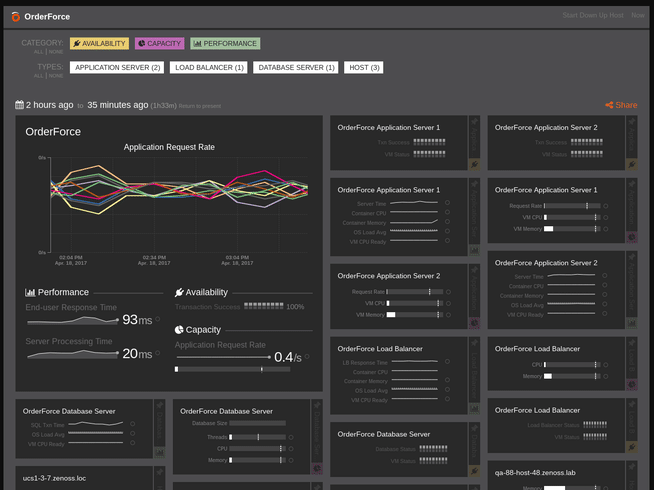 OrderForce
Start Down Up Host Row
CATEGORY:
ALL | NONE
AVAILABILITY
CAPACITY
PERFORMANCE
TYPES:
ALL | NONE
APPLICATION SERVER (2)
LOAD BALANCER (1)
DATABASE SERVER (1)
HOST (3)
2 hours ago to 35 minutes ago (1h33m) Return to present
Share
OrderForce
Application Request Rate
02:04 PM
Apr. 18, 2017
02:34 PM
Apr. 18, 2017
03:04 PM
Apr. 18, 2017
Performance
End-user Response Time
93 ms
Server Processing Time
20 ms
Availability
Transaction Success 100%
Capacity
Application Request Rate
0.4 /s
OrderForce Application Server 1
Txn Success
VM Status
OrderForce Application Server 2
Txn Success
VM Status
OrderForce Application Server 1
Server Time
Container CPU
Container Memory
OS Load Avg
VM CPU Ready
OrderForce Application Server 1
Request Rate
VM CPU
VM Memory
OrderForce Application Server 2
Request Rate
VM CPU
VM Memory
OrderForce Application Server 2
Server Time
Container CPU
Container Memory
OS Load Avg
VM CPU Ready
OrderForce Load Balancer
LB Response Time
Container CPU
Container Memory
OS Load Avg
VM CPU Ready
OrderForce Load Balancer
CPU
Memory
OrderForce Database Server
SQL Txn Time
OS Load Avg
VM CPU Ready
OrderForce Database Server
Database Size
Threads
CPU
Memory
OrderForce Load Balancer
Load Balancer Status
VM Status
OrderForce Database Server
Database Status
VM Status
ucs1-3-7.zenoss.loc
qa-88-host-48.zenoss.lab
Memory